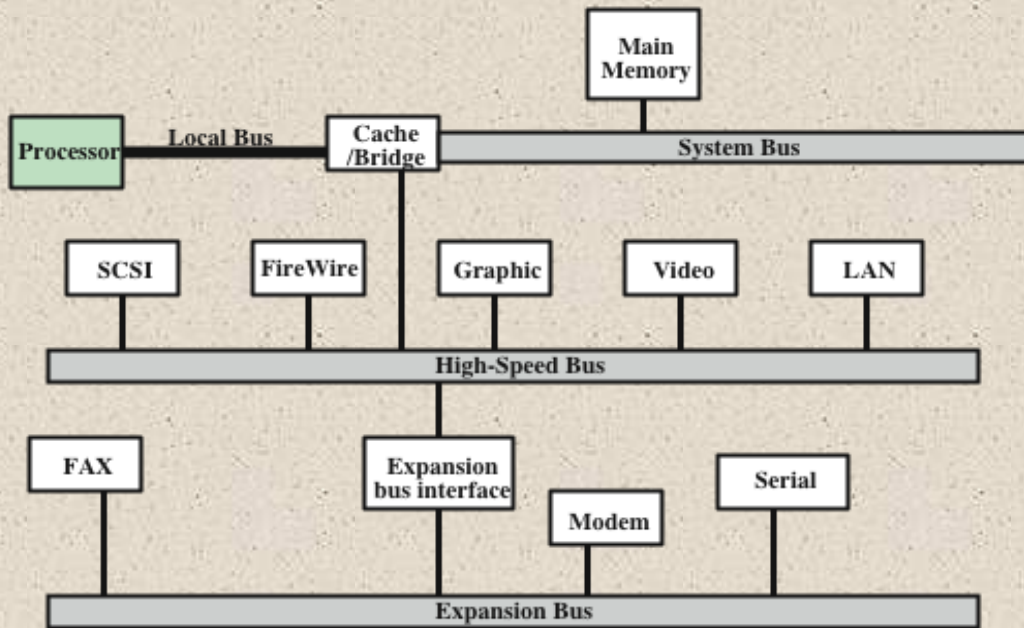 Main
Memory
Processor
Local Bus
Cache
/Bridge
System Bus
SCSI
FireWire
Graphic
Video
LAN
High-Speed Bus
FAX
Expansion
bus interface
Modem
Serial
Expansion Bus